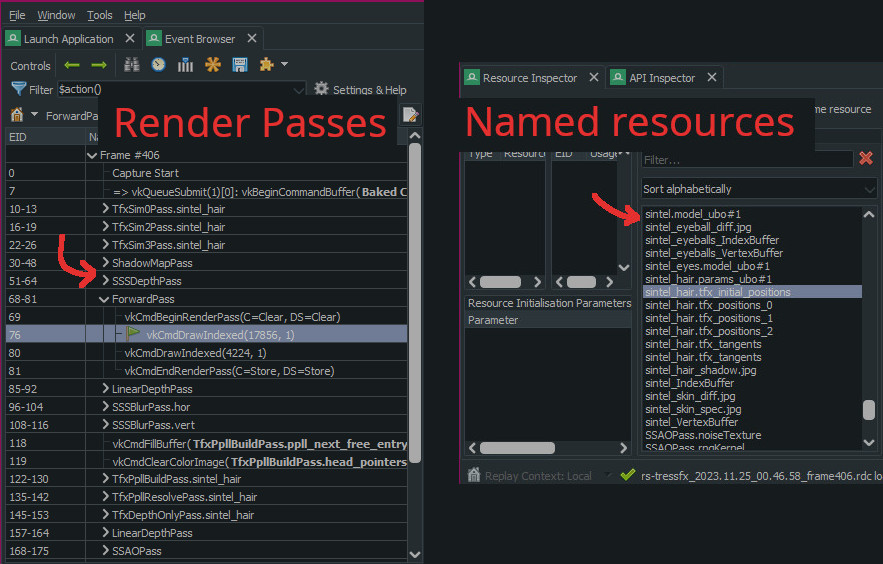 File Window Tools Help
Launch Application
Event Browser
Controls
Filter $action() Settings & Help
ForwardPa
Render Passes
EID
Frame #406
0 Capture Start
7 => vkQueueSubmit(1)[0]: vkBeginCommandBuffer(Baked C
10-13 TfxSim0Pass.sintel_hair
16-19 TfxSim2Pass.sintel_hair
22-26 TfxSim3Pass.sintel_hair
30-48 ShadowMapPass
51-64 SSSDepthPass
68-81 ForwardPass
69 vkCmdBeginRenderPass(C=Clear, DS=Clear)
76 vkCmdDrawIndexed(17856, 1)
80 vkCmdDrawIndexed(4224, 1)
81 vkCmdEndRenderPass(C=Store, DS=Store)
85-92 LinearDepthPass
96-104 SSSBlurPass.hor
108-116 SSSBlurPass.vert
118 vkCmdFillBuffer(TfxPpllBuildPass.ppll_next_free_entry
119 vkCmdClearColorImage(TfxPpllBuildPass.head_pointers
122-130 TfxPpllBuildPass.sintel_hair
135-142 TfxPpllResolvePass.sintel_hair
145-153 TfxDepthOnlyPass.sintel_hair
157-164 LinearDepthPass
168-175 SSAOPass
Resource Inspector
API Inspector
Named resources
me resource
Type Resourc EID Usag
Filter...
Sort alphabetically
sintel.model_ubo#1
sintel_eyeball_diff.jpg
sintel_eyeballs_IndexBuffer
sintel_eyeballs_VertexBuffer
sintel_eyes.model_ubo#1
sintel_hair.params_ubo#1
sintel_hair.tfx_initial_positions
sintel_hair.tfx_positions_0
sintel_hair.tfx_positions_1
sintel_hair.tfx_positions_2
sintel_hair.tfx_tangents
sintel_hair.tfx_tangents
sintel_hair_shadow.jpg
sintel_IndexBuffer
sintel_skin_diff.jpg
sintel_skin_spec.jpg
sintel_VertexBuffer
SSAOPass.noiseTexture
SSAOPass.rngKernel
Resource Initialisation Parameters
Parameter
Replay Context: Local
rs-tressfx_2023.11.25_00.46.58_frame406.rdc lo